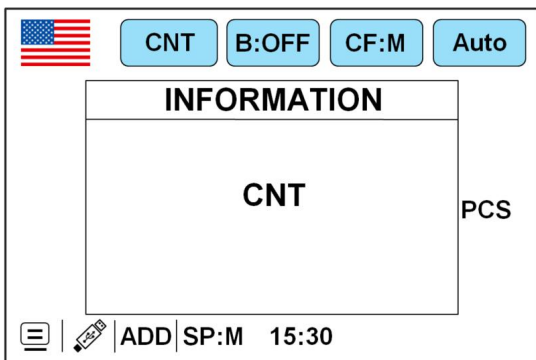 CNT B:OFF CF:M Auto
INFORMATION
CNT
PCS
ADD SP:M 15:30